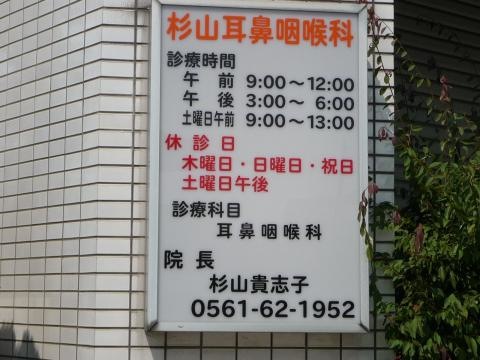 杉山耳鼻咽喉科
診療時間
午前 9:00～12:00
午後 3:00～ 6:00
土曜日午前 9:00～13:00
休診日
木曜日・日曜日・祝日
土曜日午後
診療科目
耳鼻咽喉科
院長
杉山貴志子
0561-62-1952